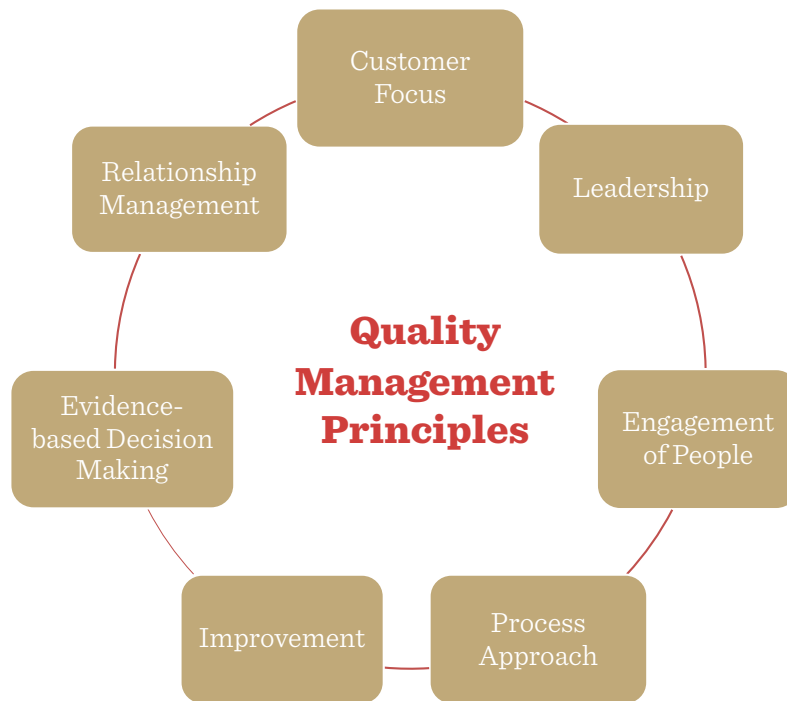 Customer
Focus
Leadership
Engagement
of People
Process
Approach
Improvement
Evidence-
based Decision
Making
Relationship
Management
Quality
Management
Principles